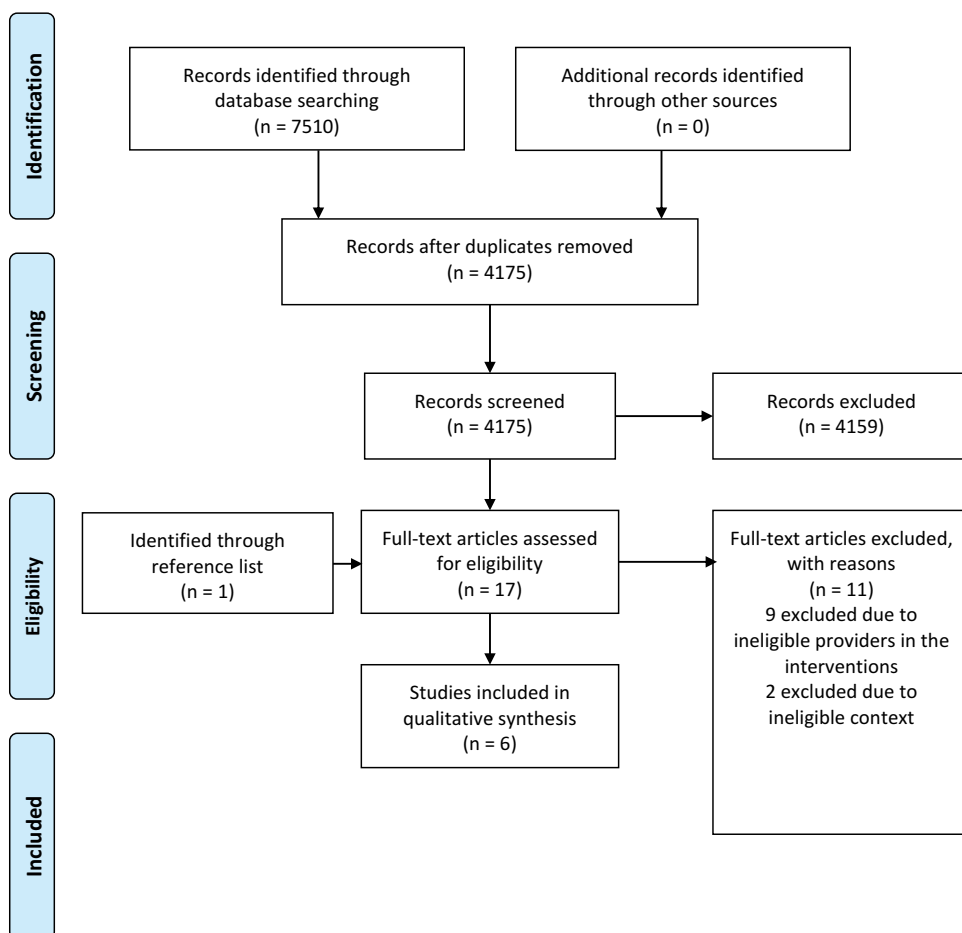 Identification
Records identified through
database searching
(n = 7510)
Additional records identified
through other sources
(n = 0)
Records after duplicates removed
(n = 4175)
Screening
Records screened
(n = 4175)
Records excluded
(n = 4159)
Eligibility
Identified through
reference list
(n = 1)
Full-text articles assessed
for eligibility
(n = 17)
Full-text articles excluded,
with reasons
(n = 11)
9 excluded due to
ineligible providers in the
interventions
2 excluded due to
ineligible context
Studies included in
qualitative synthesis
(n = 6)
Included